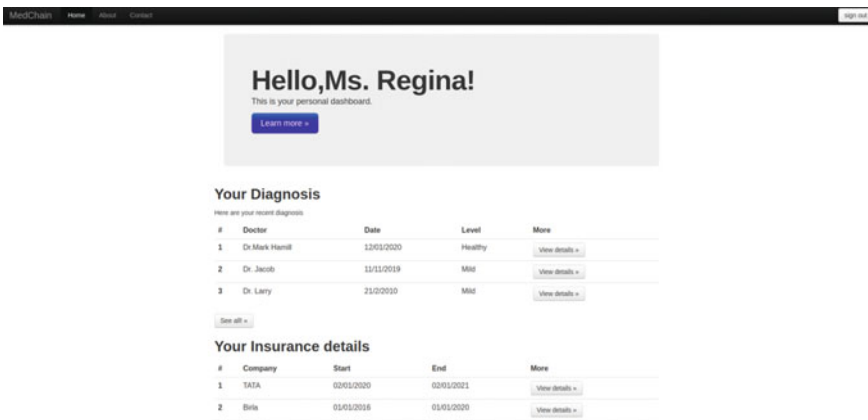 MedChain Home About Contact sign out
Hello,Ms. Regina!
This is your personal dashboard.
Learn more »
Your Diagnosis
Here are your recent diagnosis
# Doctor Date Level More
1 Dr.Mark Hamill 12/01/2020 Healthy View details »
2 Dr. Jacob 11/11/2019 Mild View details »
3 Dr. Larry 21/2/2010 Mild View details »
See all! »
Your Insurance details
# Company Start End More
1 TATA 02/01/2020 02/01/2021 View details »
2 Birla 01/01/2016 01/01/2020 View details »